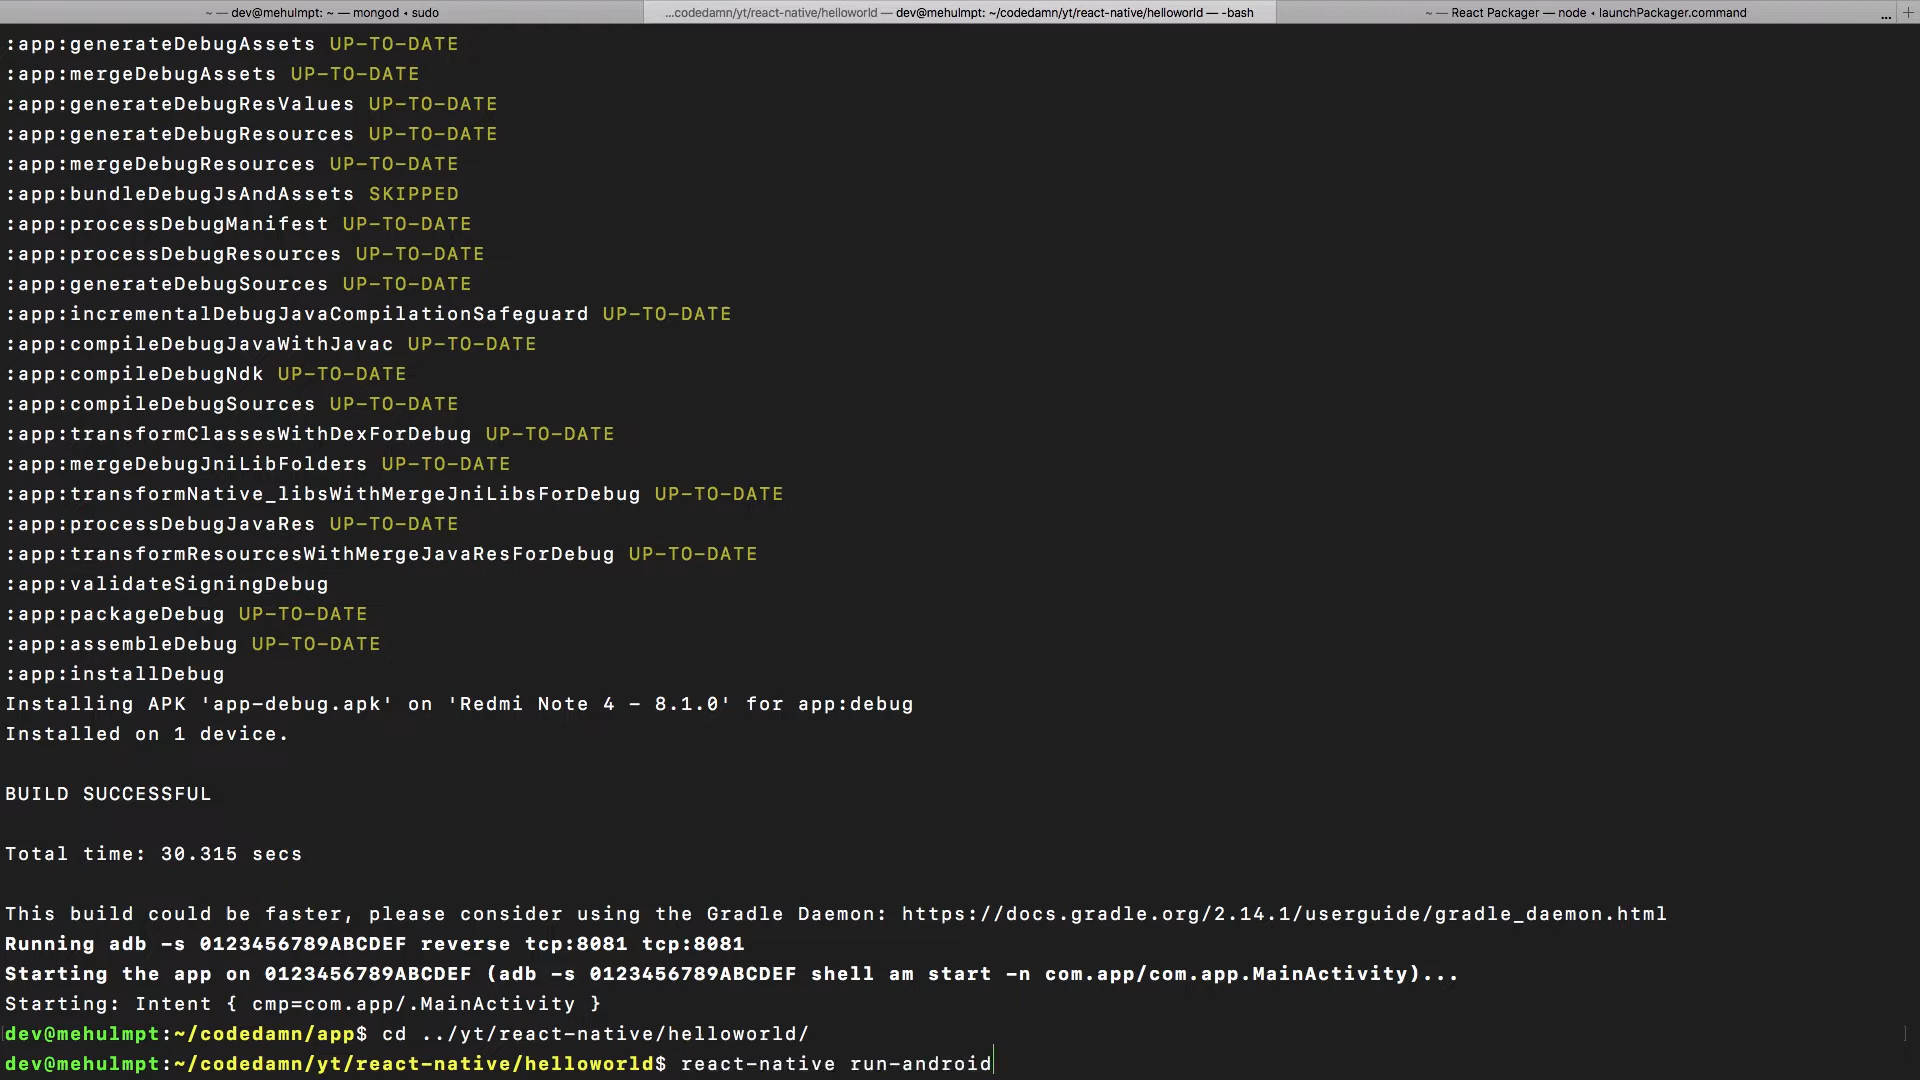 ~ — dev@mehulmpt: ~ — mongod ◂ sudo
...codedamn/yt/react-native/helloworld — dev@mehulmpt: ~/codedamn/yt/react-native/helloworld — -bash
~ — React Packager — node ◂ launchPackager.command
... +
:app:generateDebugAssets UP-TO-DATE
:app:mergeDebugAssets UP-TO-DATE
:app:generateDebugResValues UP-TO-DATE
:app:generateDebugResources UP-TO-DATE
:app:mergeDebugResources UP-TO-DATE
:app:bundleDebugJsAndAssets SKIPPED
:app:processDebugManifest UP-TO-DATE
:app:processDebugResources UP-TO-DATE
:app:generateDebugSources UP-TO-DATE
:app:incrementalDebugJavaCompilationSafeguard UP-TO-DATE
:app:compileDebugJavaWithJavac UP-TO-DATE
:app:compileDebugNdk UP-TO-DATE
:app:compileDebugSources UP-TO-DATE
:app:transformClassesWithDexForDebug UP-TO-DATE
:app:mergeDebugJniLibFolders UP-TO-DATE
:app:transformNative_libsWithMergeJniLibsForDebug UP-TO-DATE
:app:processDebugJavaRes UP-TO-DATE
:app:transformResourcesWithMergeJavaResForDebug UP-TO-DATE
:app:validateSigningDebug
:app:packageDebug UP-TO-DATE
:app:assembleDebug UP-TO-DATE
:app:installDebug
Installing APK 'app-debug.apk' on 'Redmi Note 4 - 8.1.0' for app:debug
Installed on 1 device.
BUILD SUCCESSFUL
Total time: 30.315 secs
This build could be faster, please consider using the Gradle Daemon: https://docs.gradle.org/2.14.1/userguide/gradle_daemon.html
Running adb -s 0123456789ABCDEF reverse tcp:8081 tcp:8081
Starting the app on 0123456789ABCDEF (adb -s 0123456789ABCDEF shell am start -n com.app/com.app.MainActivity)...
Starting: Intent { cmp=com.app/.MainActivity }
dev@mehulmpt:~/codedamn/app$ cd ../yt/react-native/helloworld/
dev@mehulmpt:~/codedamn/yt/react-native/helloworld$ react-native run-android